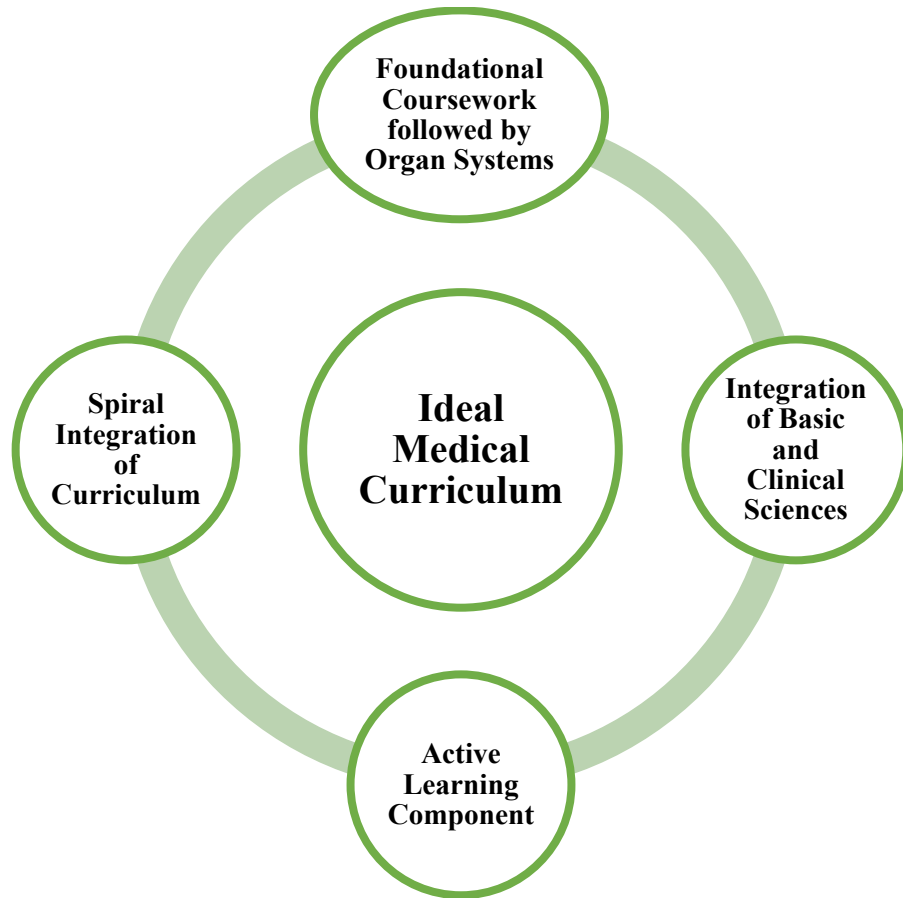 Foundational
Coursework
followed by
Organ Systems
Spiral
Integration
of
Curriculum
Ideal
Medical
Curriculum
Integration
of Basic
and
Clinical
Sciences
Active
Learning
Component